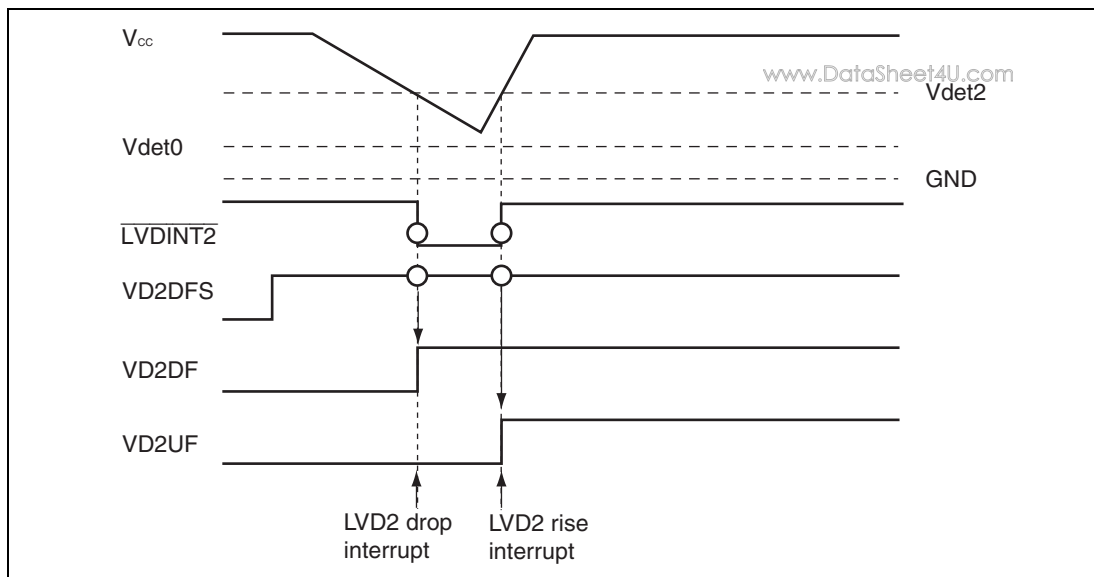 Vcc
www.DataSheet4U.com
Vdet2
Vdet0
GND
LVDINT2
VD2DFS
VD2DF
VD2UF
LVD2 drop
interrupt
LVD2 rise
interrupt